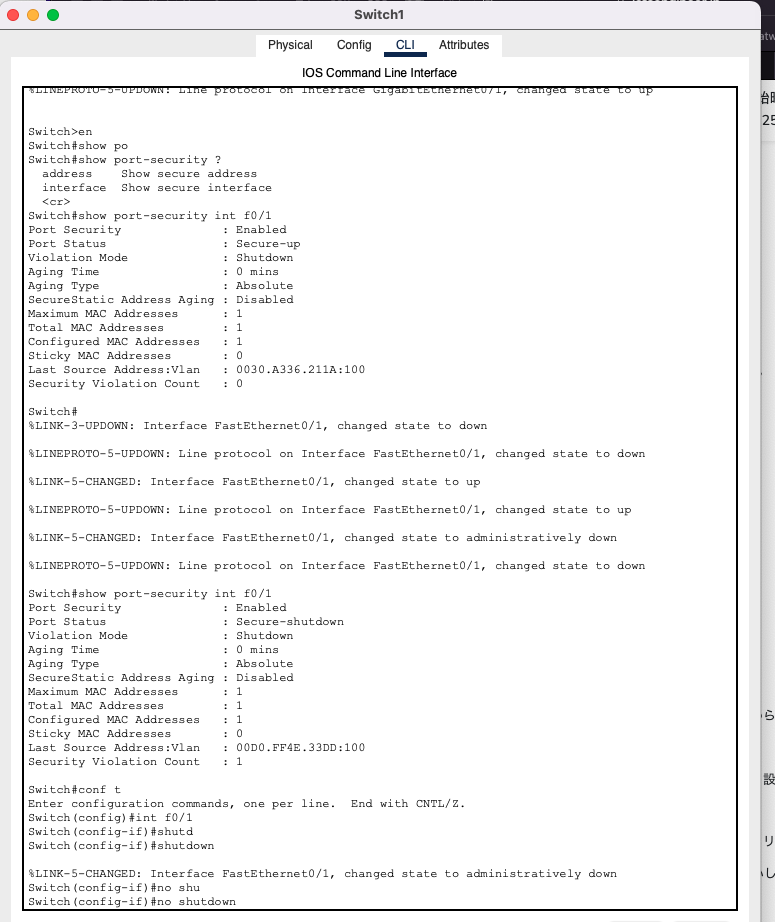 Switch1
Physical Config CLI Attributes
IOS Command Line Interface
%LINEPROTO-5-UPDOWN: Line protocol on Interface GigabitEthernet0/1, changed state to up
Switch>en
Switch#show po
Switch#show port-security ?
  address    Show secure address
  interface  Show secure interface
  <cr>
Switch#show port-security int f0/1
Port Security              : Enabled
Port Status                : Secure-up
Violation Mode             : Shutdown
Aging Time                 : 0 mins
Aging Type                 : Absolute
SecureStatic Address Aging : Disabled
Maximum MAC Addresses      : 1
Total MAC Addresses        : 1
Configured MAC Addresses   : 1
Sticky MAC Addresses       : 0
Last Source Address:Vlan   : 0030.A336.211A:100
Security Violation Count   : 0
Switch#
%LINK-3-UPDOWN: Interface FastEthernet0/1, changed state to down
%LINEPROTO-5-UPDOWN: Line protocol on Interface FastEthernet0/1, changed state to down
%LINK-5-CHANGED: Interface FastEthernet0/1, changed state to up
%LINEPROTO-5-UPDOWN: Line protocol on Interface FastEthernet0/1, changed state to up
%LINK-5-CHANGED: Interface FastEthernet0/1, changed state to administratively down
%LINEPROTO-5-UPDOWN: Line protocol on Interface FastEthernet0/1, changed state to down
Switch#show port-security int f0/1
Port Security              : Enabled
Port Status                : Secure-shutdown
Violation Mode             : Shutdown
Aging Time                 : 0 mins
Aging Type                 : Absolute
SecureStatic Address Aging : Disabled
Maximum MAC Addresses      : 1
Total MAC Addresses        : 1
Configured MAC Addresses   : 1
Sticky MAC Addresses       : 0
Last Source Address:Vlan   : 00D0.FF4E.33DD:100
Security Violation Count   : 1
Switch#conf t
Enter configuration commands, one per line.  End with CNTL/Z.
Switch(config)#int f0/1
Switch(config-if)#shutd
Switch(config-if)#shutdown
%LINK-5-CHANGED: Interface FastEthernet0/1, changed state to administratively down
Switch(config-if)#no shu
Switch(config-if)#no shutdown
25
設
リ